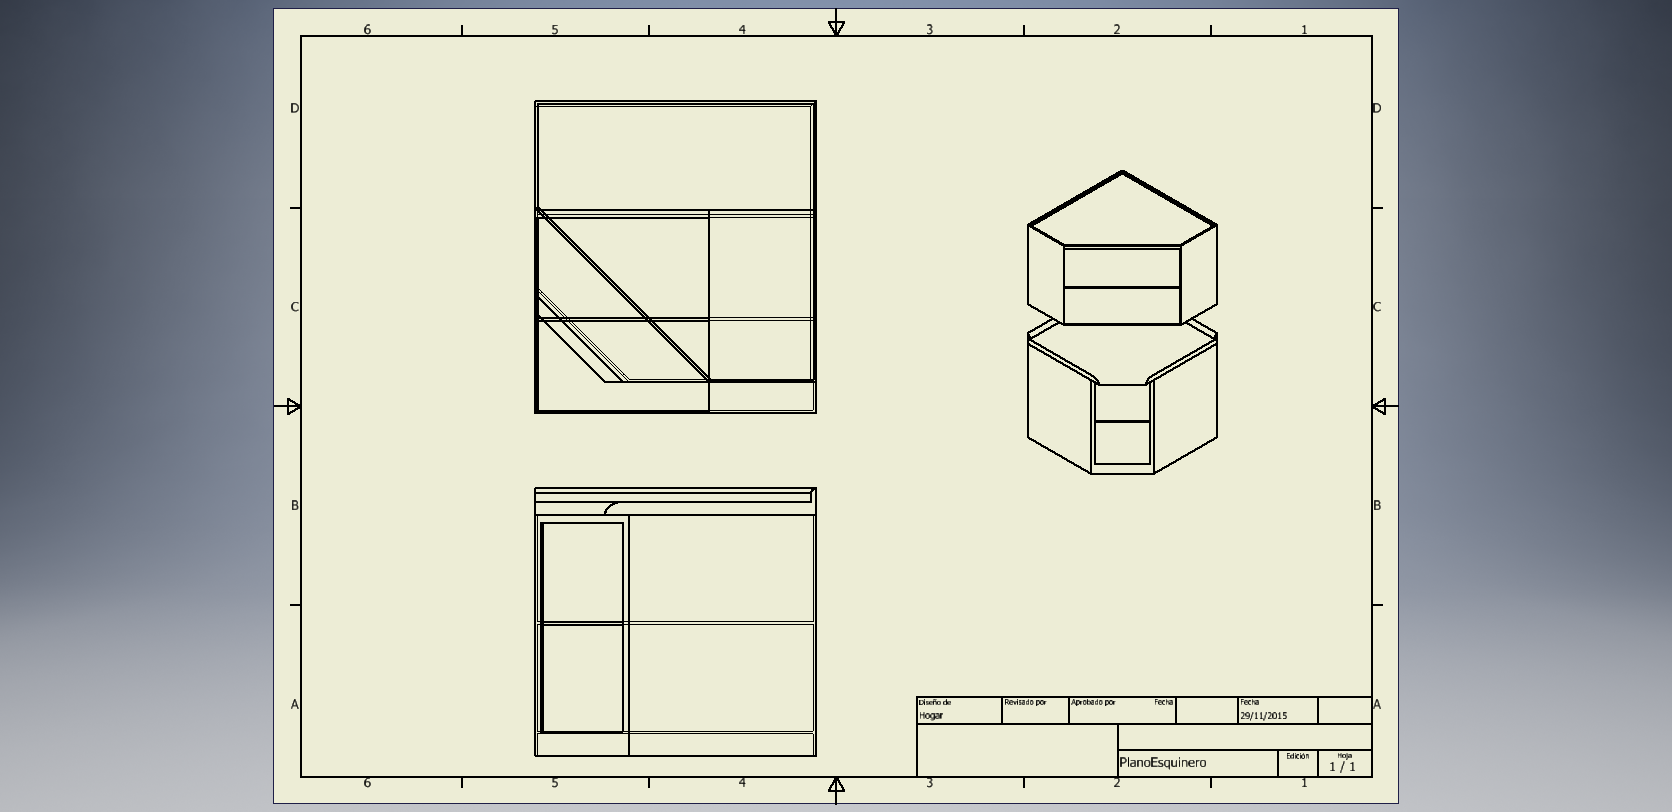 6 5 4 3 2 1
D D
C C
B B
A A
Diseño de Revisado por Aprobado por Fecha Fecha
Hogar 29/11/2015
PlanoEsquinero Edición Hoja
1 / 1
6 5 4 3 2 1